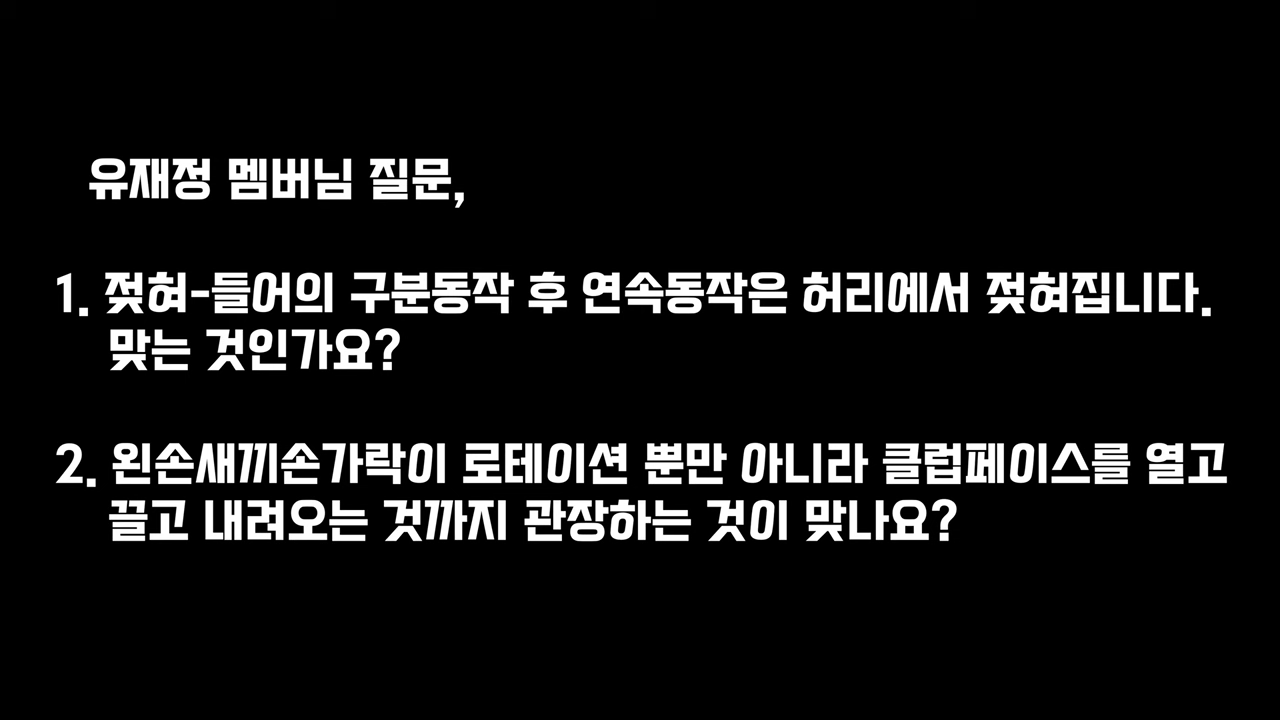 유재정 멤버님 질문,
1. 젖혀-들어의 구분동작 후 연속동작은 허리에서 젖혀집니다.
맞는 것인가요?
2. 왼손새끼손가락이 로테이션 뿐만 아니라 클럽페이스를 열고
끌고 내려오는 것까지 관장하는 것이 맞나요?